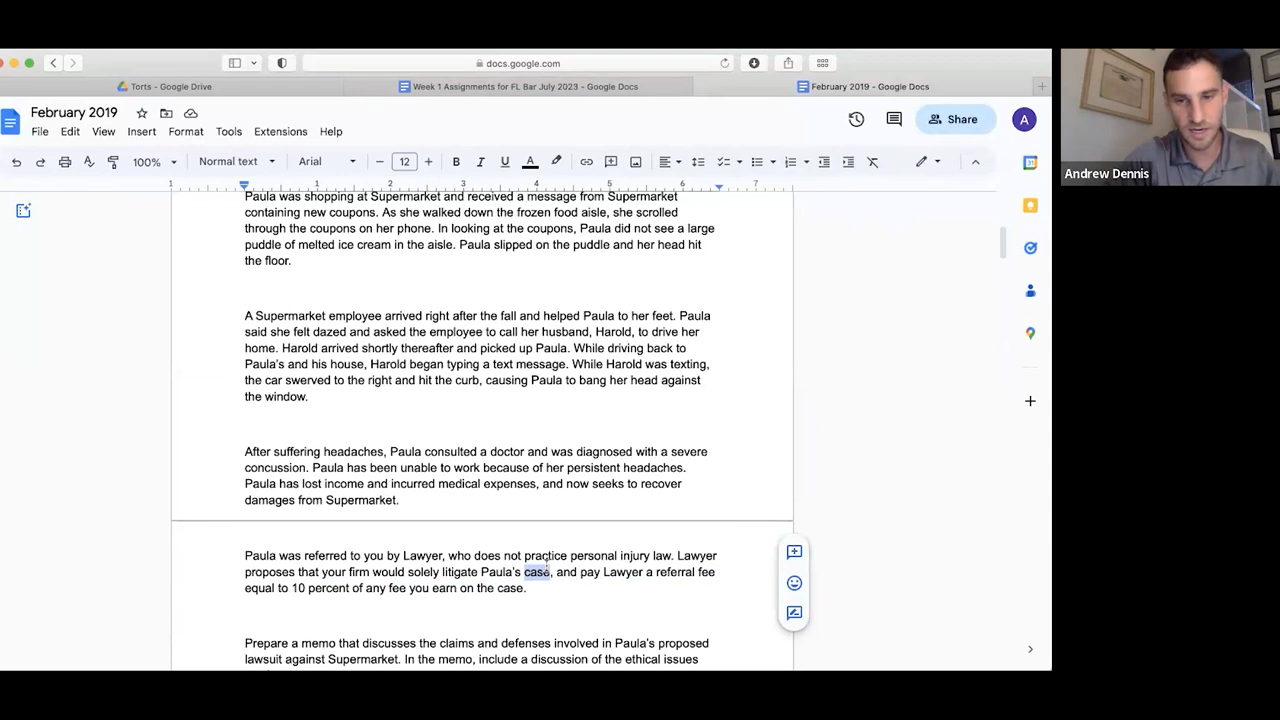 docs.google.com
Torts - Google Drive
Week 1 Assignments for FL Bar July 2023 - Google Docs
February 2019 - Google Docs
February 2019
File Edit View Insert Format Tools Extensions Help
Share
A
100% Normal text Arial 12
1 1 2 3 4 5 6 7
Paula was shopping at Supermarket and received a message from Supermarket
containing new coupons. As she walked down the frozen food aisle, she scrolled
through the coupons on her phone. In looking at the coupons, Paula did not see a large
puddle of melted ice cream in the aisle. Paula slipped on the puddle and her head hit
the floor.
A Supermarket employee arrived right after the fall and helped Paula to her feet. Paula
said she felt dazed and asked the employee to call her husband, Harold, to drive her
home. Harold arrived shortly thereafter and picked up Paula. While driving back to
Paula's and his house, Harold began typing a text message. While Harold was texting,
the car swerved to the right and hit the curb, causing Paula to bang her head against
the window.
After suffering headaches, Paula consulted a doctor and was diagnosed with a severe
concussion. Paula has been unable to work because of her persistent headaches.
Paula has lost income and incurred medical expenses, and now seeks to recover
damages from Supermarket.
Paula was referred to you by Lawyer, who does not practice personal injury law. Lawyer
proposes that your firm would solely litigate Paula's case, and pay Lawyer a referral fee
equal to 10 percent of any fee you earn on the case.
Prepare a memo that discusses the claims and defenses involved in Paula's proposed
lawsuit against Supermarket. In the memo, include a discussion of the ethical issues
Andrew Dennis